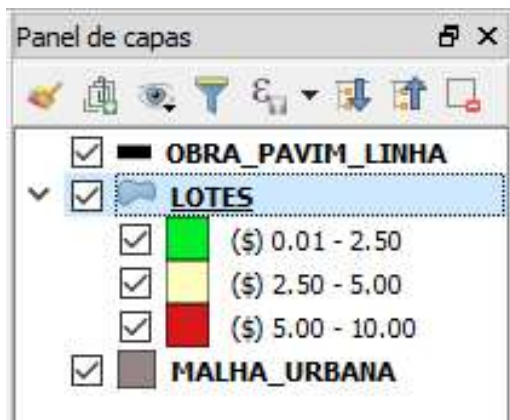 Panel de capas
OBRA_PAVIM_LINHA
LOTES
($) 0.01 - 2.50
($) 2.50 - 5.00
($) 5.00 - 10.00
MALHA_URBANA